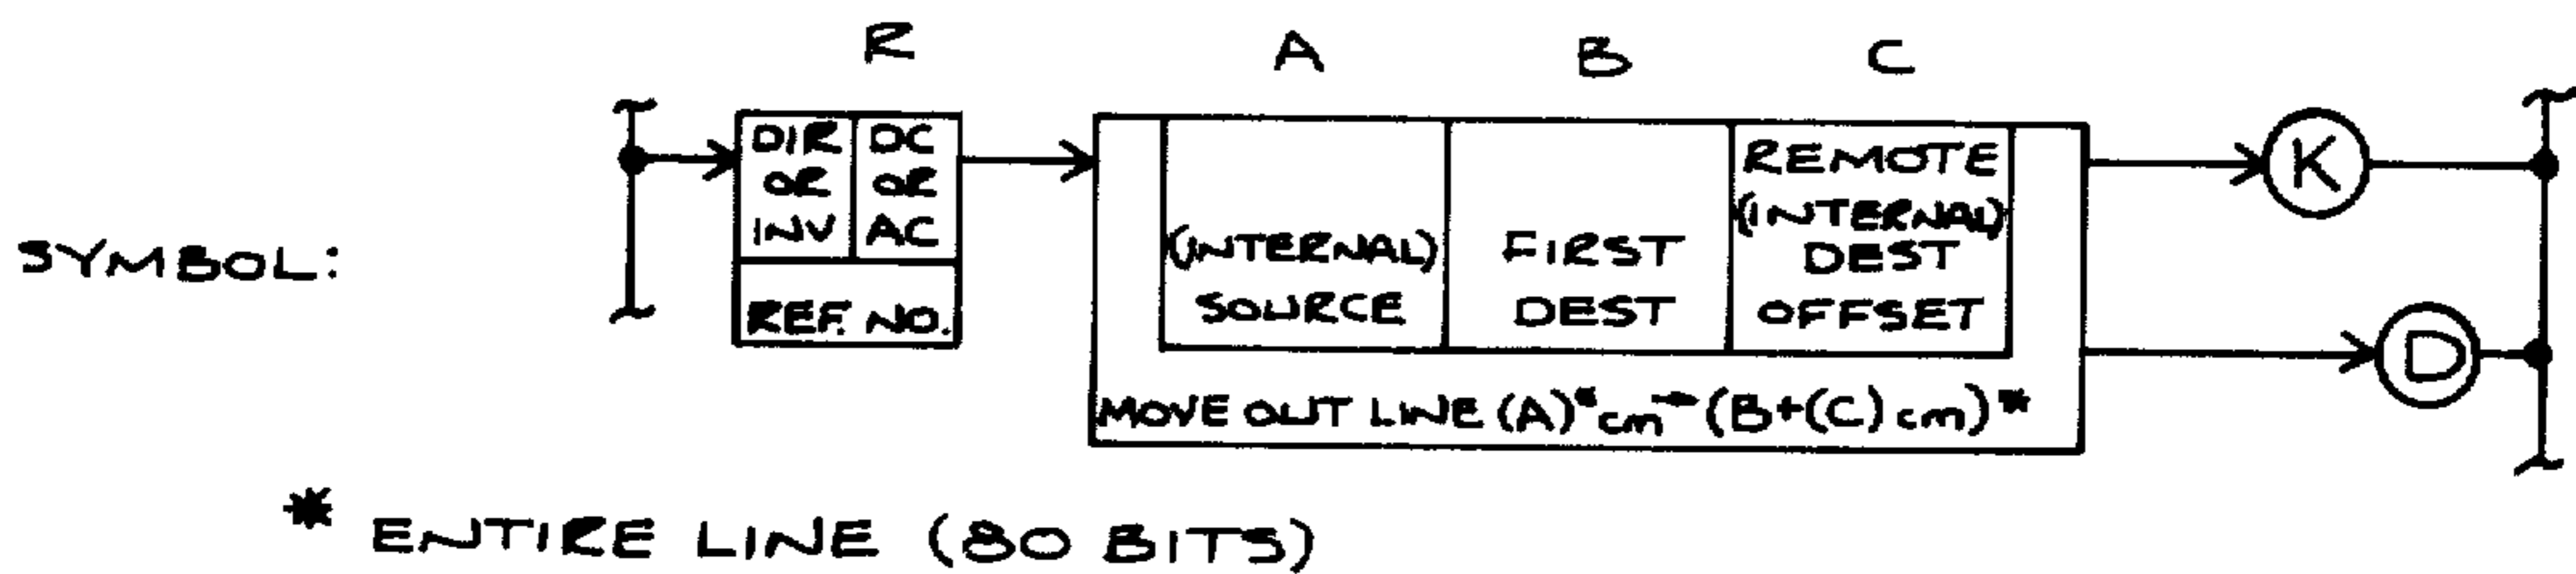 R A B C
SYMBOL:
DIR OR INV
DC OR AC
REF. NO.
(INTERNAL) SOURCE
FIRST DEST
REMOTE (INTERNAL) DEST OFFSET
MOVE OUT LINE (A)*cm→(B+(C)cm)*
K
D
* ENTIRE LINE (80 BITS)